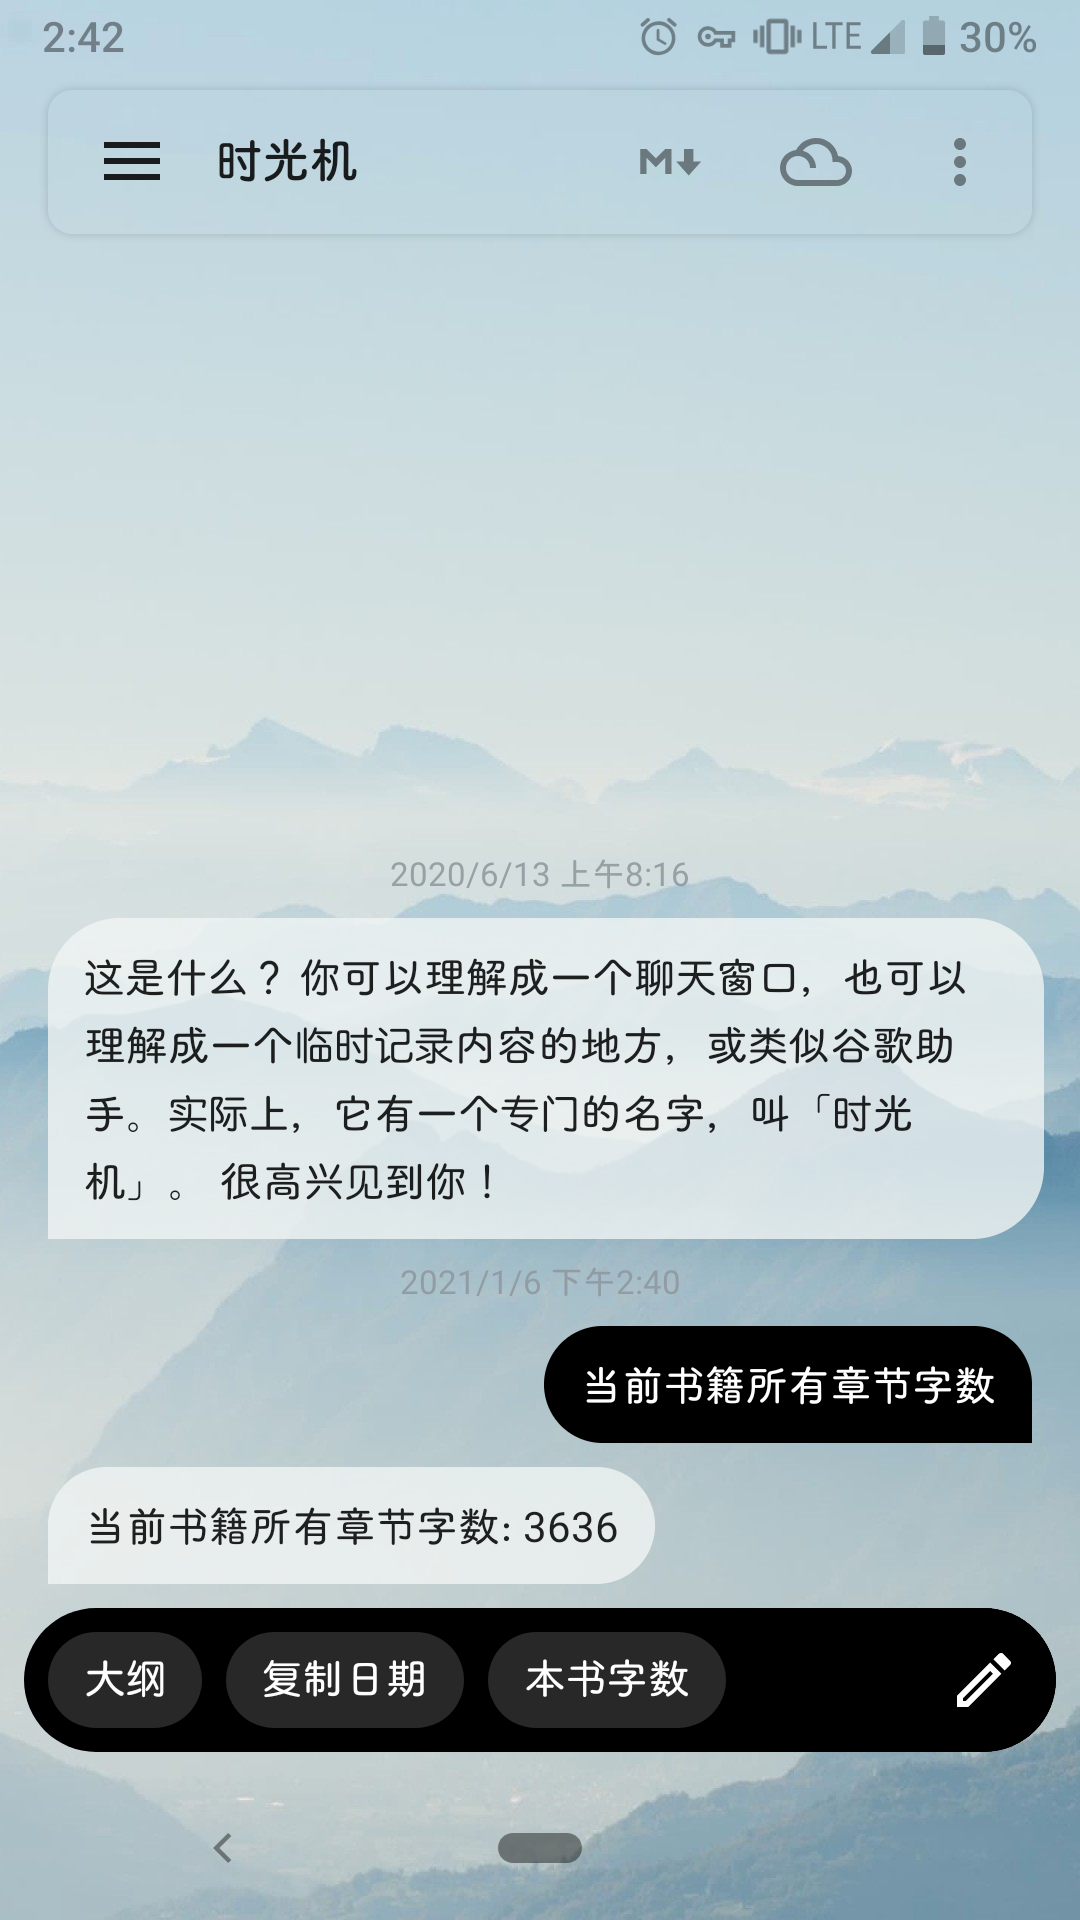 2:42 LTE 30%
时光机 M
2020/6/13 上午8:16
这是什么？你可以理解成一个聊天窗口，也可以
理解成一个临时记录内容的地方，或类似谷歌助
手。实际上，它有一个专门的名字，叫「时光
机」。 很高兴见到你！
2021/1/6 下午2:40
当前书籍所有章节字数
当前书籍所有章节字数: 3636
大纲 复制日期 本书字数